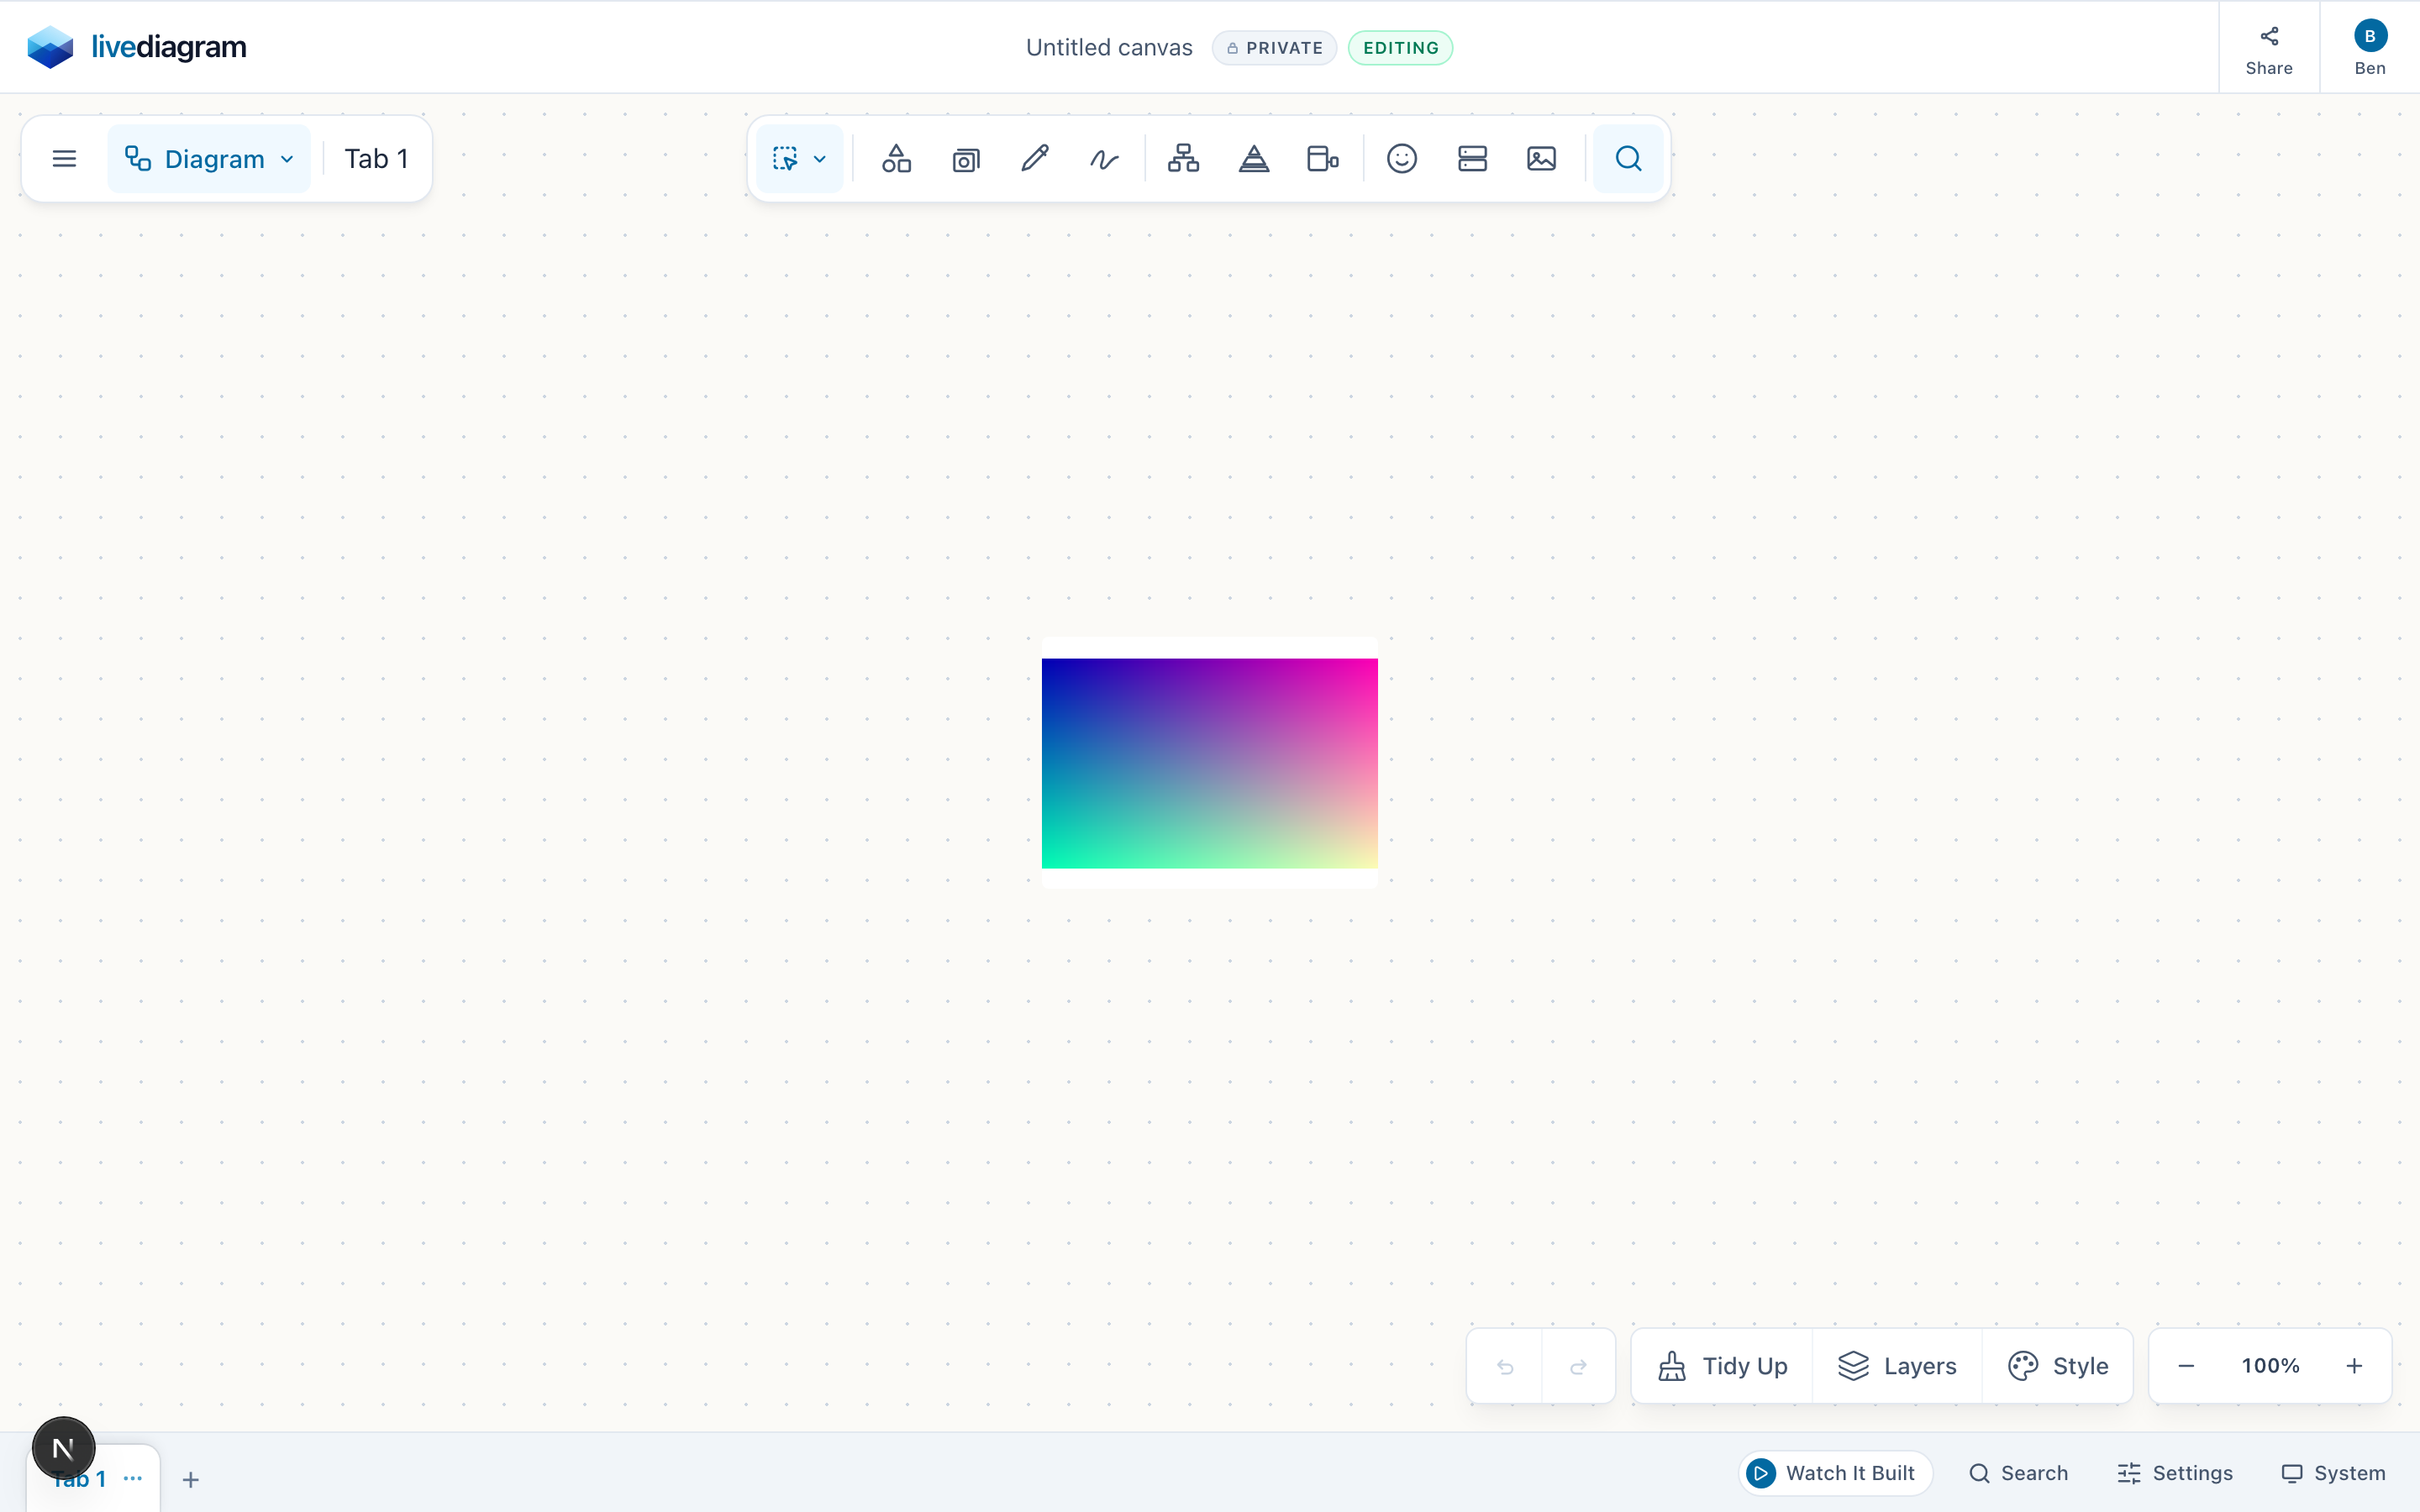 livediagram
Untitled canvas
PRIVATE
EDITING
Share
B
Ben
Diagram
Tab 1
Tidy Up
Layers
Style
100%
N
Tab 1
Watch It Built
Search
Settings
System